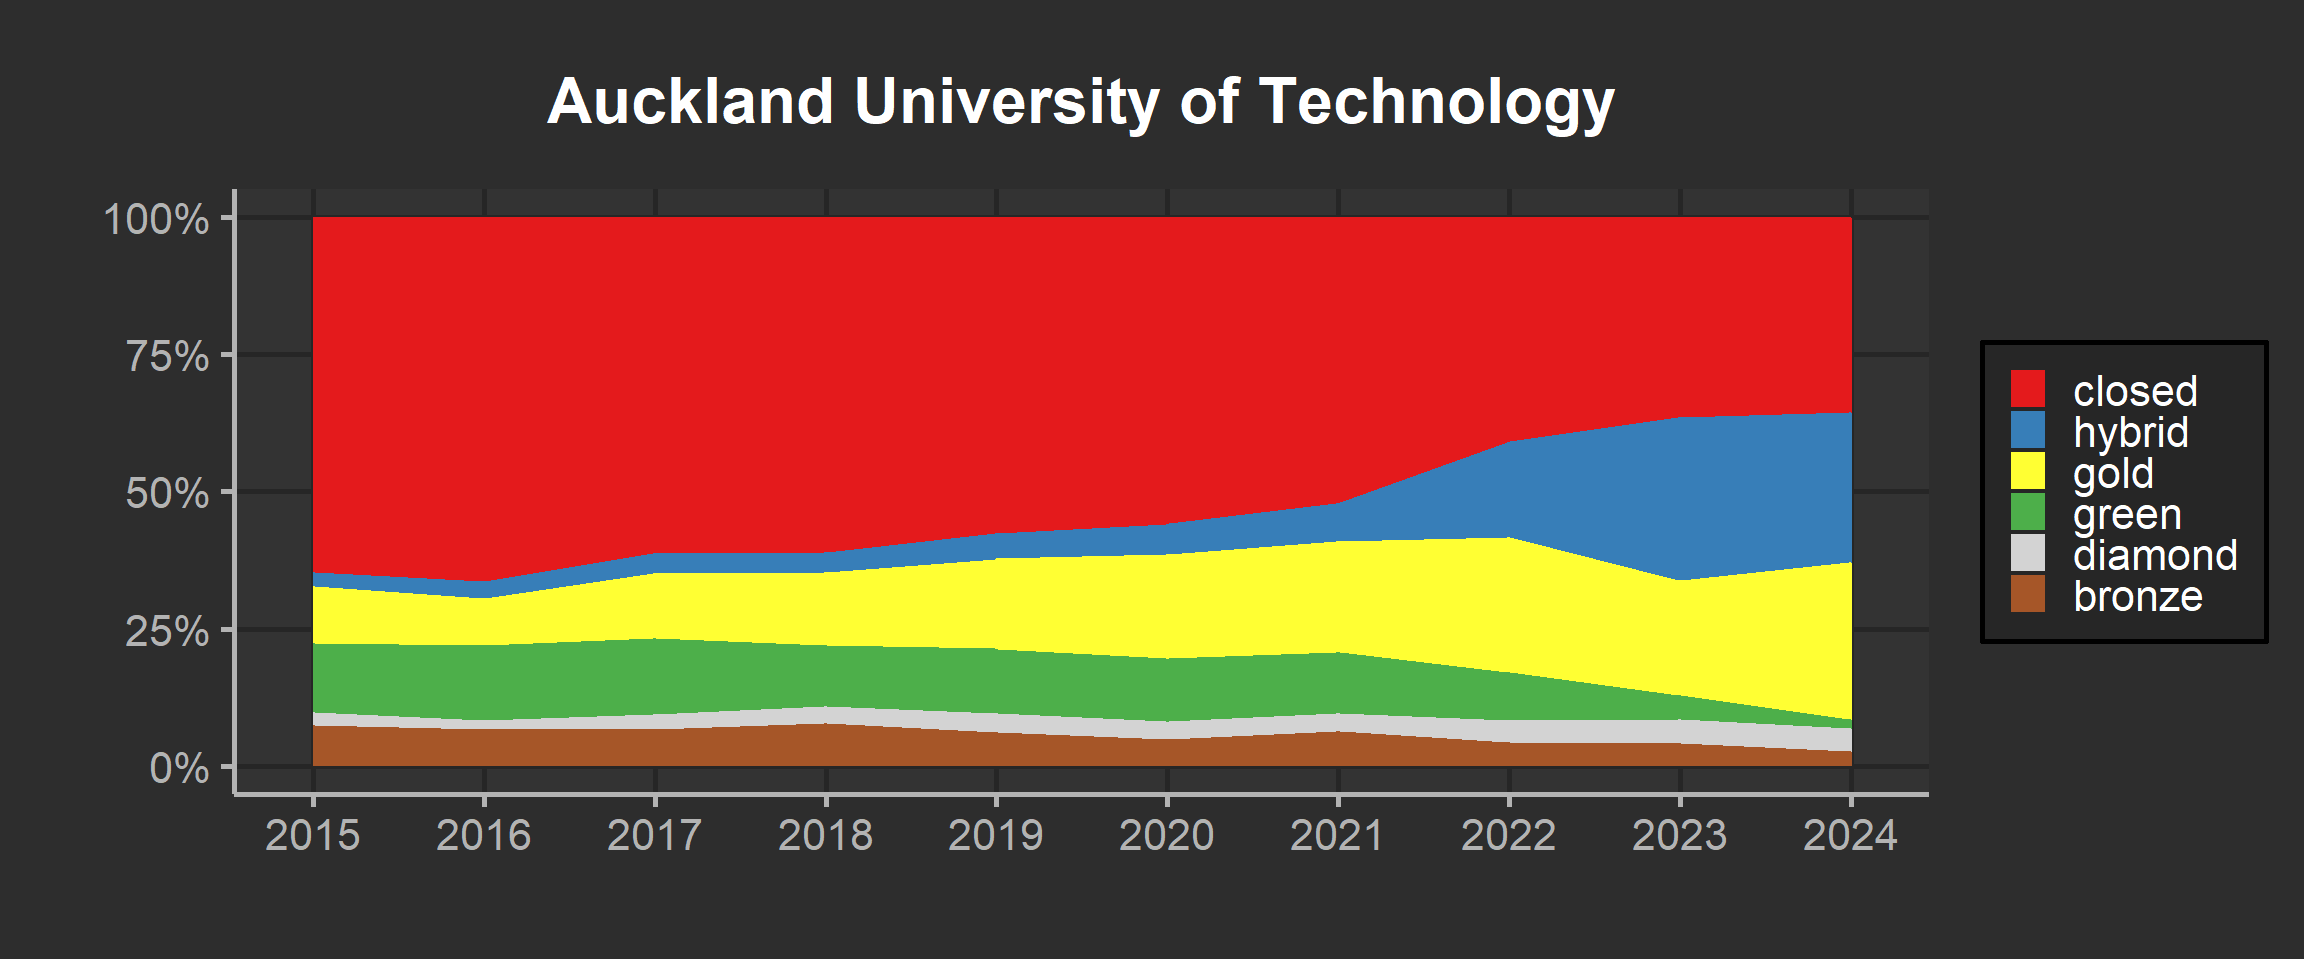 Auckland University of Technology
100%
75%
50%
25%
0%
2015 2016 2017 2018 2019 2020 2021 2022 2023 2024
closed
hybrid
gold
green
diamond
bronze